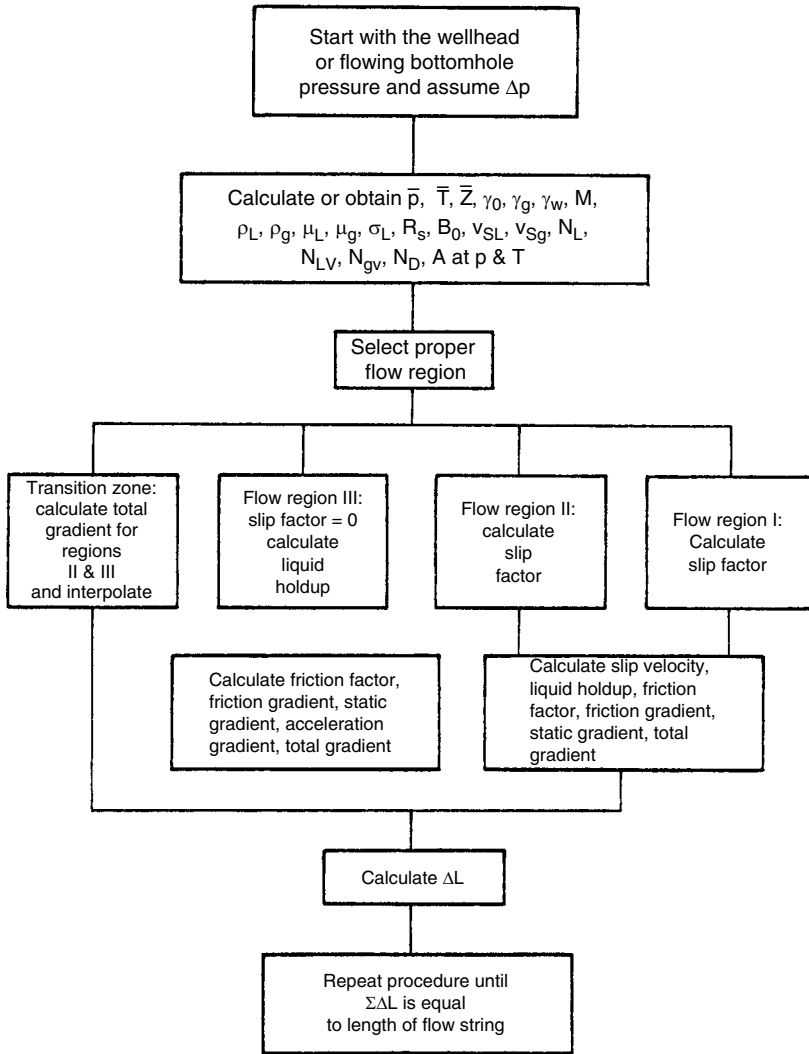 Start with the wellhead
or flowing bottomhole
pressure and assume Δp
Calculate or obtain p̅, T̿, Z̿, γ₀, γg, γw, M,
ρL, ρg, μL, μg, σL, Rs, B₀, vSL, vSg, NL,
NLV, Ngv, ND, A at p & T
Select proper
flow region
Transition zone:
calculate total
gradient for
regions
II & III
and interpolate
Flow region III:
slip factor = 0
calculate
liquid
holdup
Flow region II:
calculate
slip
factor
Flow region I:
Calculate
slip factor
Calculate friction factor,
friction gradient, static
gradient, acceleration
gradient, total gradient
Calculate slip velocity,
liquid holdup, friction
factor, friction gradient,
static gradient, total
gradient
Calculate ΔL
Repeat procedure until
ΣΔL is equal
to length of flow string